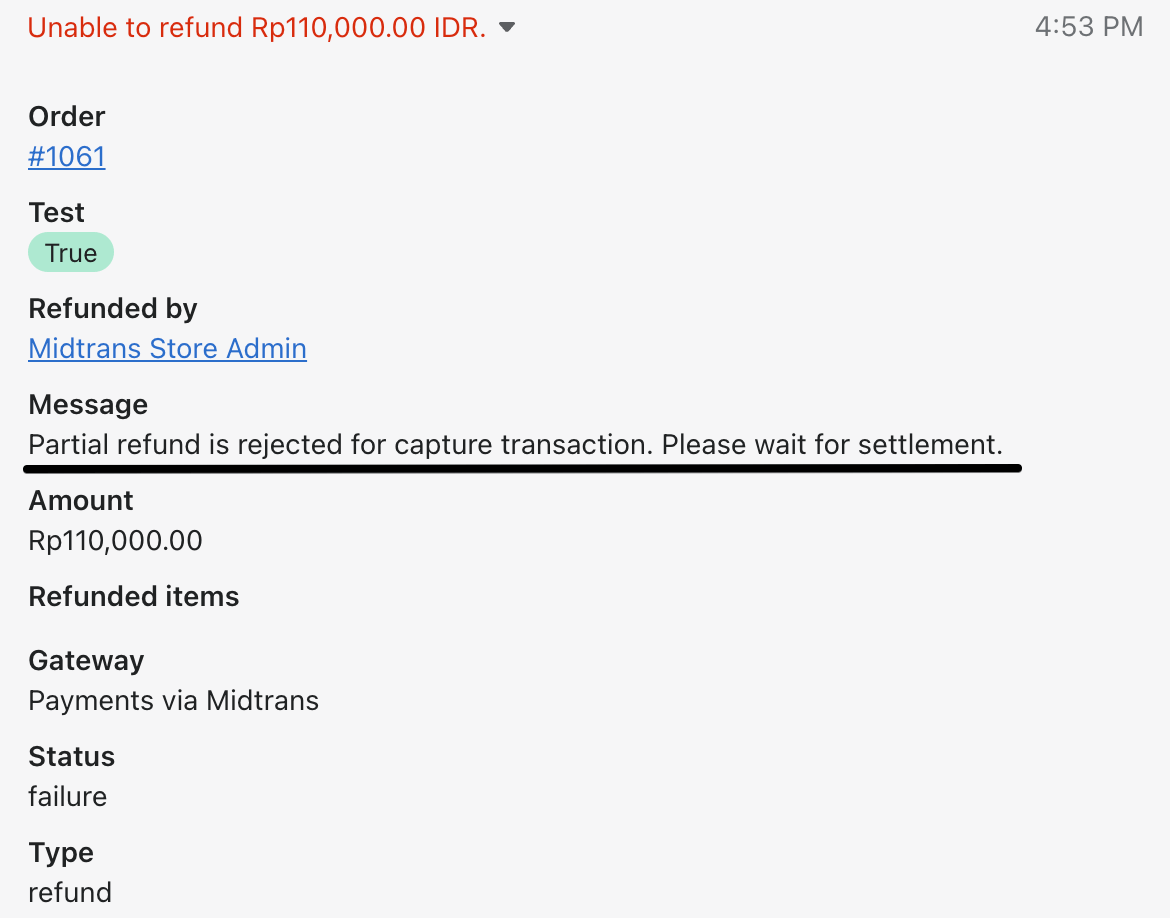 Unable to refund Rp110,000.00 IDR.
4:53 PM
Order
#1061
Test
True
Refunded by
Midtrans Store Admin
Message
Partial refund is rejected for capture transaction. Please wait for settlement.
Amount
Rp110,000.00
Refunded items
Gateway
Payments via Midtrans
Status
failure
Type
refund